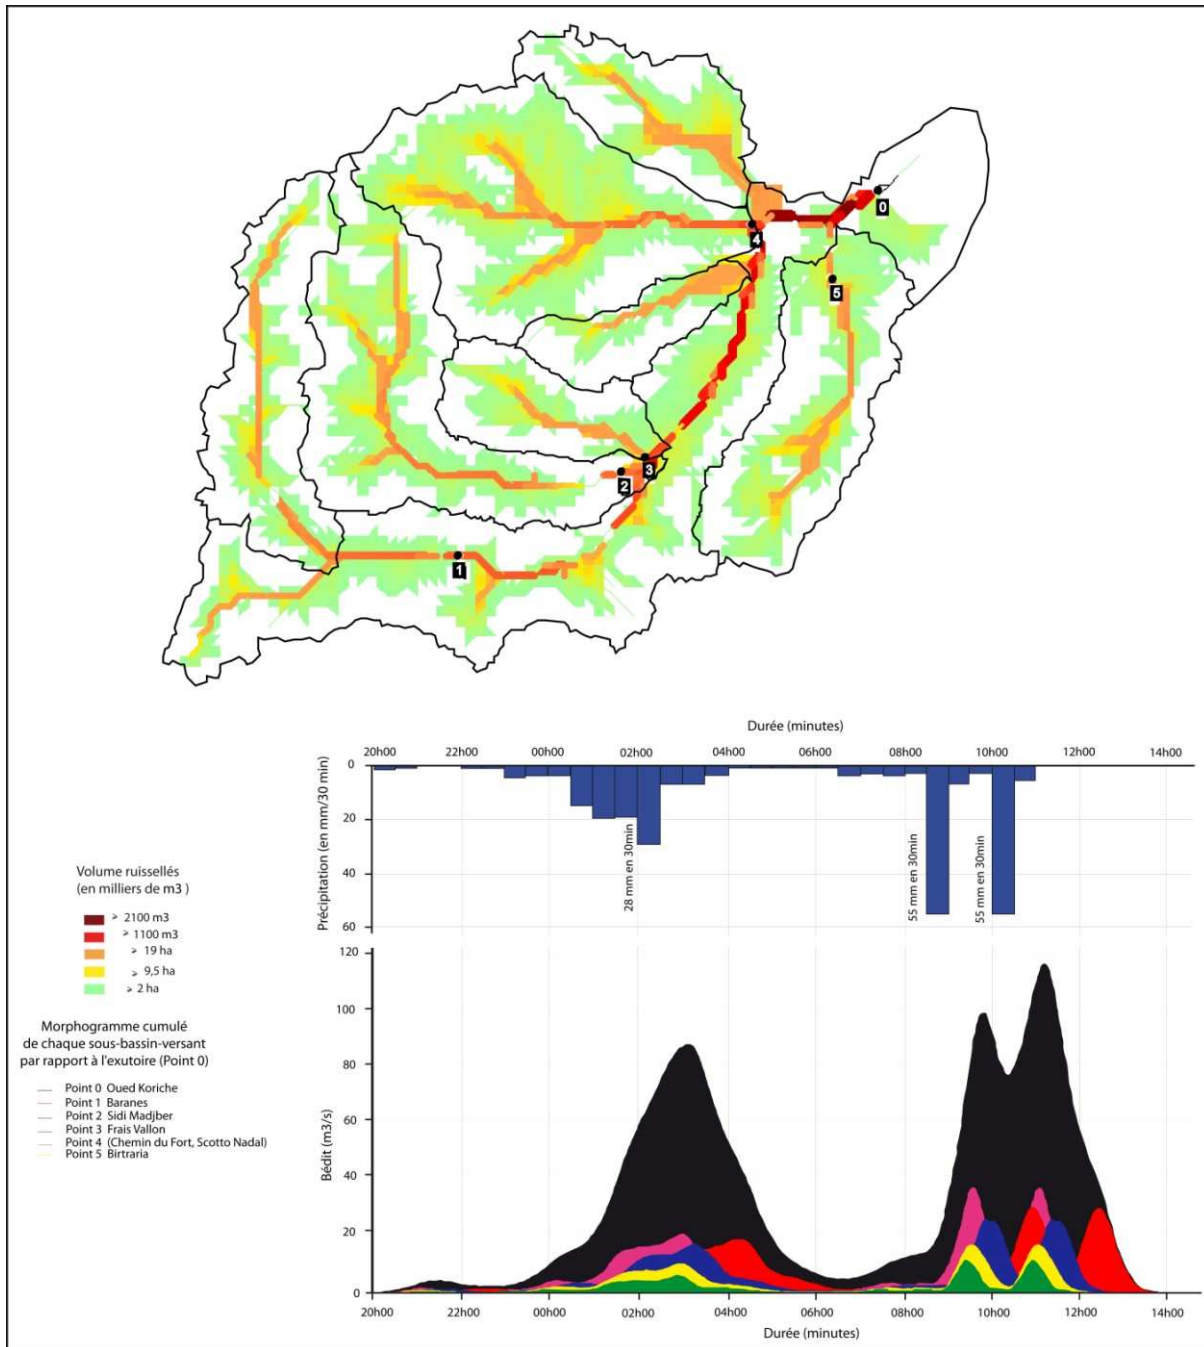 0
4
5
3
2
1
Durée (minutes)
20h00 22h00 00h00 02h00 04h00 06h00 08h00 10h00 12h00 14h00
Précipitation (en mm/30 min)
0
20
40
60
28 mm en 30min
55 mm en 30min
55 mm en 30min
Volume ruissellés
(en milliers de m3 )
> 2100 m3
> 1100 m3
> 19 ha
> 9,5 ha
> 2 ha
Morphogramme cumulé
de chaque sous-bassin-versant
par rapport à l'exutoire (Point 0)
Point 0 Oued Koriche
Point 1 Baranes
Point 2 Sidi Madjber
Point 3 Frais Vallon
Point 4 (Chemin du Fort, Scotto Nadal)
Point 5 Birtraria
Bédit (m3/s)
120
100
80
60
40
20
0
20h00 22h00 00h00 02h00 04h00 06h00 08h00 10h00 12h00 14h00
Durée (minutes)